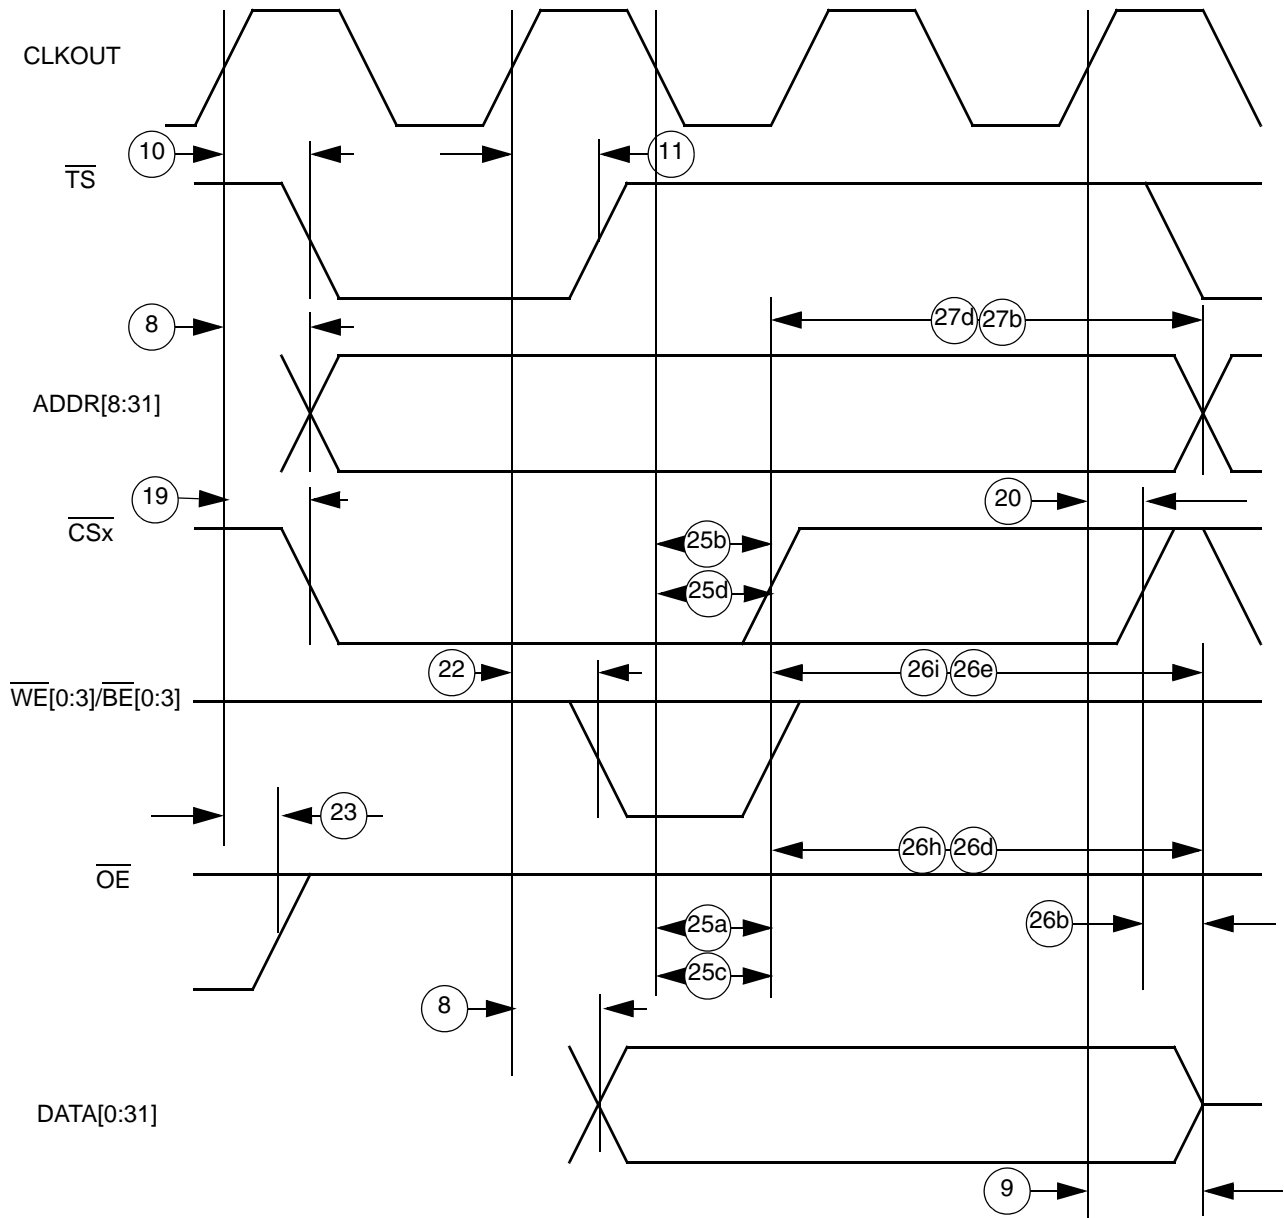 CLKOUT
10
11
TS
8
27d 27b
ADDR[8:31]
19
20
CSx
25b
25d
22
26i 26e
WE[0:3]/BE[0:3]
23
26h 26d
OE
25a
26b
25c
8
DATA[0:31]
9